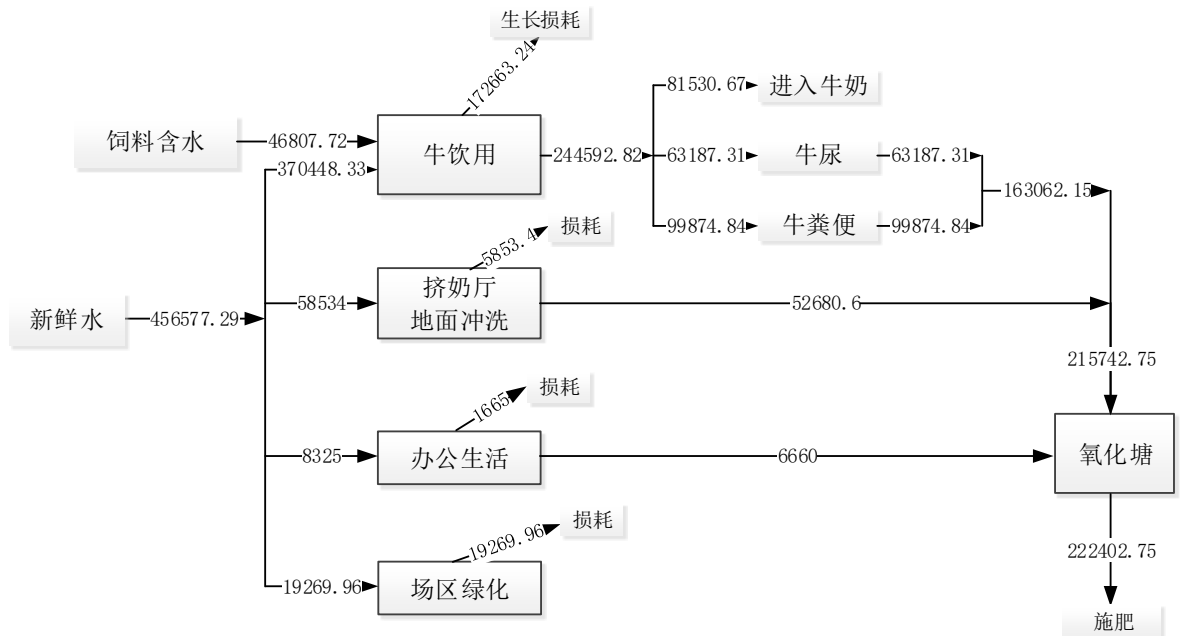 生长损耗
172663.24
81530.67
进入牛奶
饲料含水
46807.72
牛饮用
244592.82
63187.31
牛尿
63187.31
370448.33
163062.15
99874.84
牛粪便
99874.84
损耗
5853.4
挤奶厅
地面冲洗
新鲜水
456577.29
58534
52680.6
215742.75
损耗
1665
8325
办公生活
6660
氧化塘
损耗
19269.96
19269.96
场区绿化
222402.75
施肥